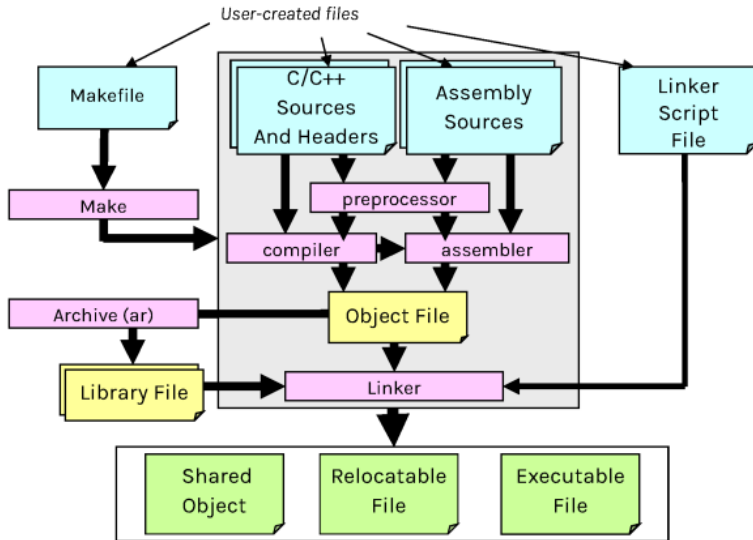 User-created files
Makefile
C/C++
Sources
And Headers
Assembly
Sources
Linker
Script
File
Make
preprocessor
compiler
assembler
Archive (ar)
Object File
Library File
Linker
Shared
Object
Relocatable
File
Executable
File